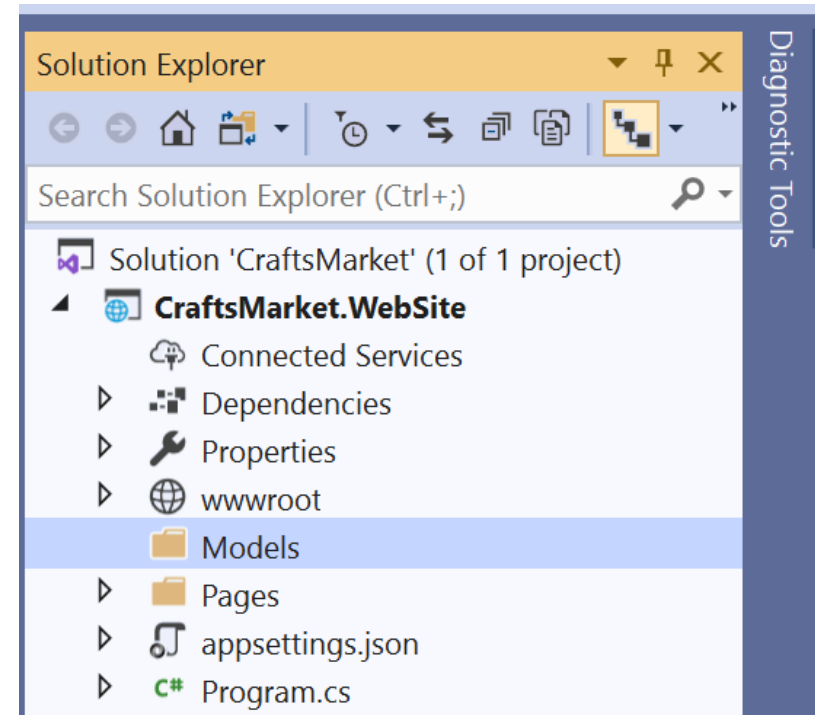 Solution Explorer
Search Solution Explorer (Ctrl+;)
Solution 'CraftsMarket' (1 of 1 project)
CraftsMarket.WebSite
Connected Services
Dependencies
Properties
wwwroot
Models
Pages
appsettings.json
C# Program.cs
Diagnostic Tools